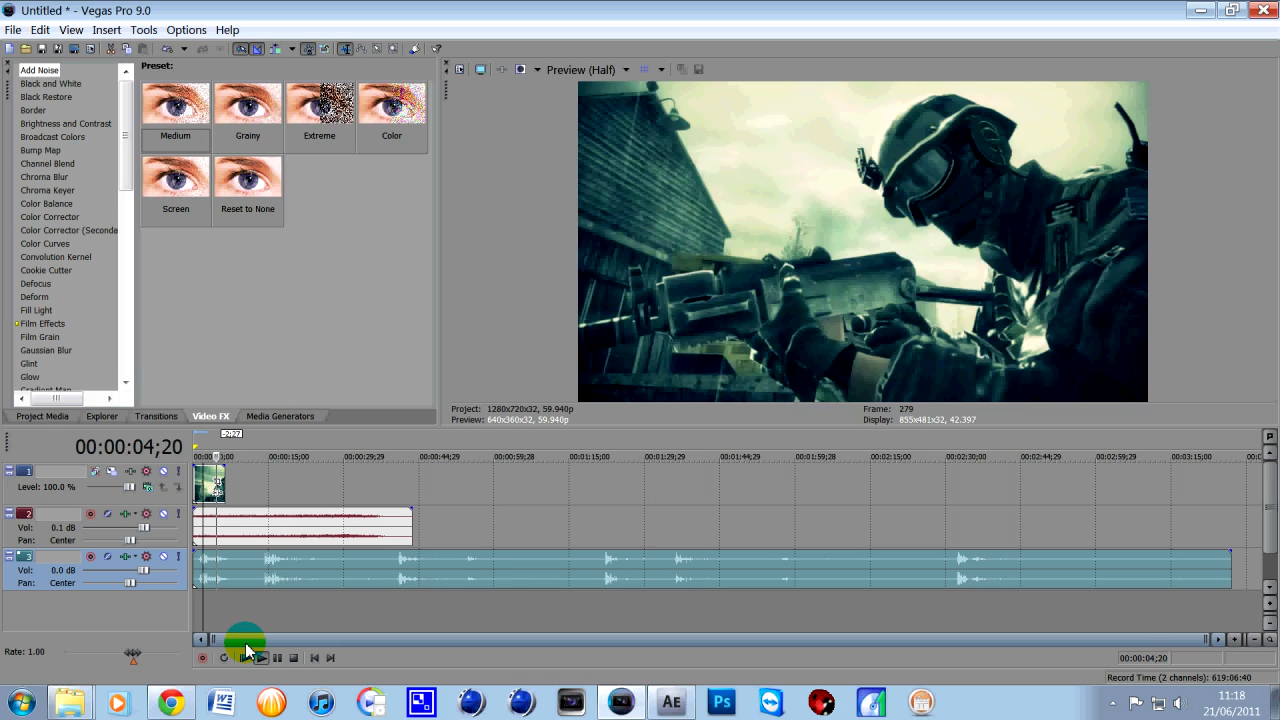 Untitled * - Vegas Pro 9.0
File Edit View Insert Tools Options Help
Add Noise
Black and White
Black Restore
Border
Brightness and Contrast
Broadcast Colors
Bump Map
Channel Blend
Chroma Blur
Chroma Keyer
Color Balance
Color Corrector
Color Corrector (Seconda
Color Curves
Convolution Kernel
Cookie Cutter
Defocus
Deform
Fill Light
Film Effects
Film Grain
Gaussian Blur
Glint
Glow
Gradient Map
Preset:
Medium Grainy Extreme Color
Screen Reset to None
Preview (Half)
Project: 1280x720x32, 59.940p
Preview: 640x360x32, 59.940p
Frame: 279
Display: 855x481x32, 42.397
Project Media Explorer Transitions Video FX Media Generators
00:00:04;20
-2:27
00:00:15;00 00:00:29;29 00:00:44;29 00:00:59;28 00:01:15;00 00:01:29;29 00:01:44;29 00:01:59;28 00:02:15;00 00:02:30;00 00:02:44;29 00:02:59;29 00:03:15;00
1
Level: 100.0 %
2
Vol: 0.1 dB
Pan: Center
3
Vol: 0.0 dB
Pan: Center
Rate: 1.00
00:00:04;20
Record Time (2 channels): 619:06:40
AE
Ps
11:18
21/06/2011